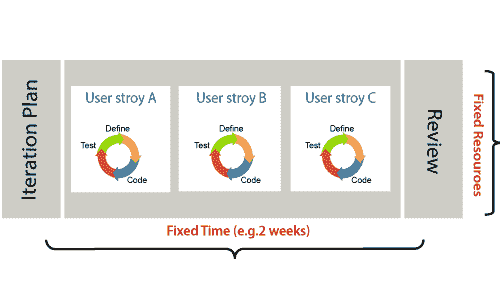 Iteration Plan
User stroy A
Define
Test
Code
User stroy B
Define
Test
Code
User stroy C
Define
Test
Code
Review
Fixed Resouroes
Fixed Time (e.g.2 weeks)